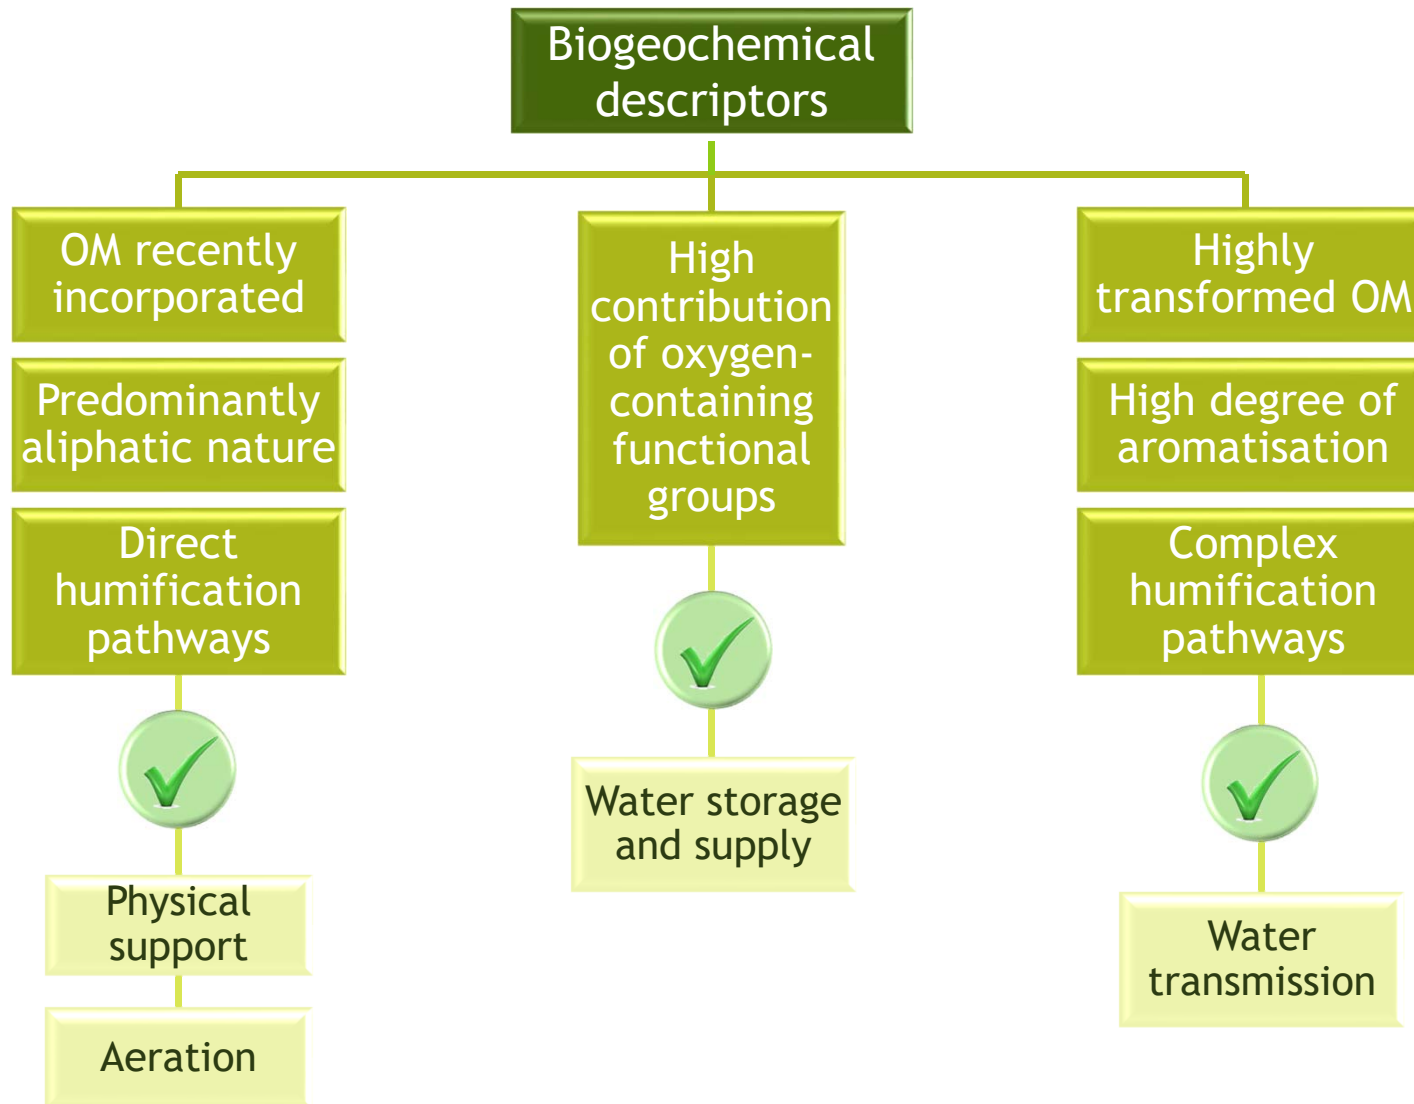 Biogeochemical
descriptors
OM recently
incorporated
Predominantly
aliphatic nature
Direct
humification
pathways
Physical
support
Aeration
High
contribution
of oxygen-
containing
functional
groups
Water storage
and supply
Highly
transformed OM
High degree of
aromatisation
Complex
humification
pathways
Water
transmission